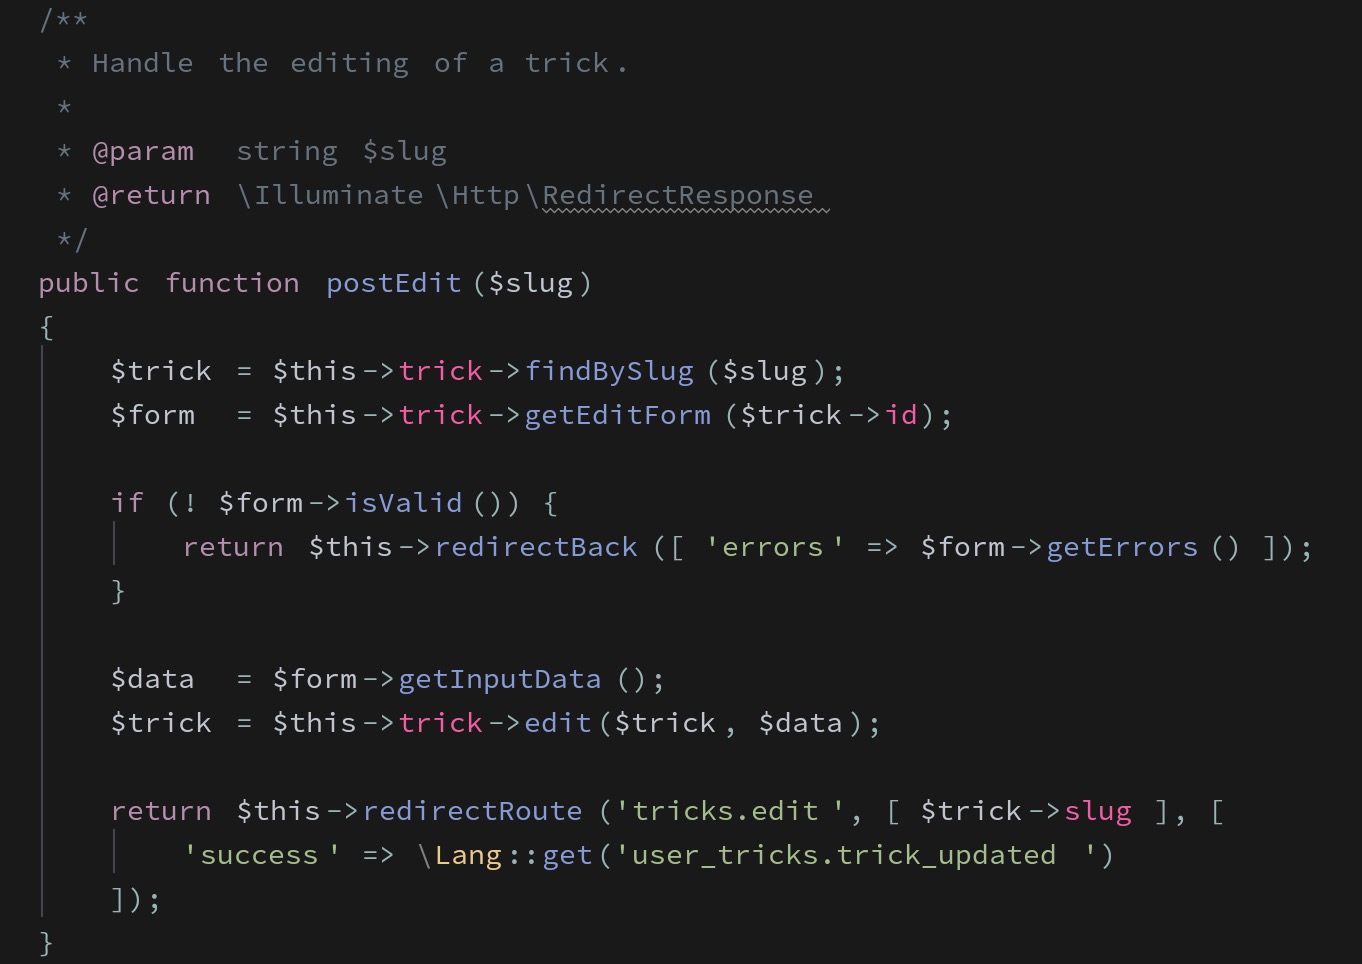 /**
 * Handle the editing of a trick.
 *
 * @param  string $slug
 * @return \Illuminate\Http\RedirectResponse
 */
public function postEdit($slug)
{
    $trick = $this->trick->findBySlug($slug);
    $form  = $this->trick->getEditForm($trick->id);

    if (! $form->isValid()) {
        return $this->redirectBack([ 'errors' => $form->getErrors() ]);
    }

    $data  = $form->getInputData();
    $trick = $this->trick->edit($trick, $data);

    return $this->redirectRoute('tricks.edit', [ $trick->slug ], [
        'success' => \Lang::get('user_tricks.trick_updated')
    ]);
}